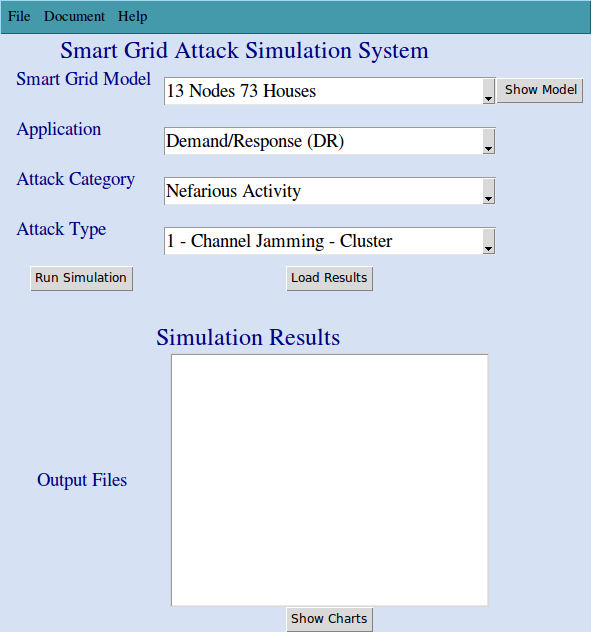 File Document Help
Smart Grid Attack Simulation System
Smart Grid Model 13 Nodes 73 Houses Show Model
Application Demand/Response (DR)
Attack Category Nefarious Activity
Attack Type 1 - Channel Jamming - Cluster
Run Simulation Load Results
Simulation Results
Output Files
Show Charts